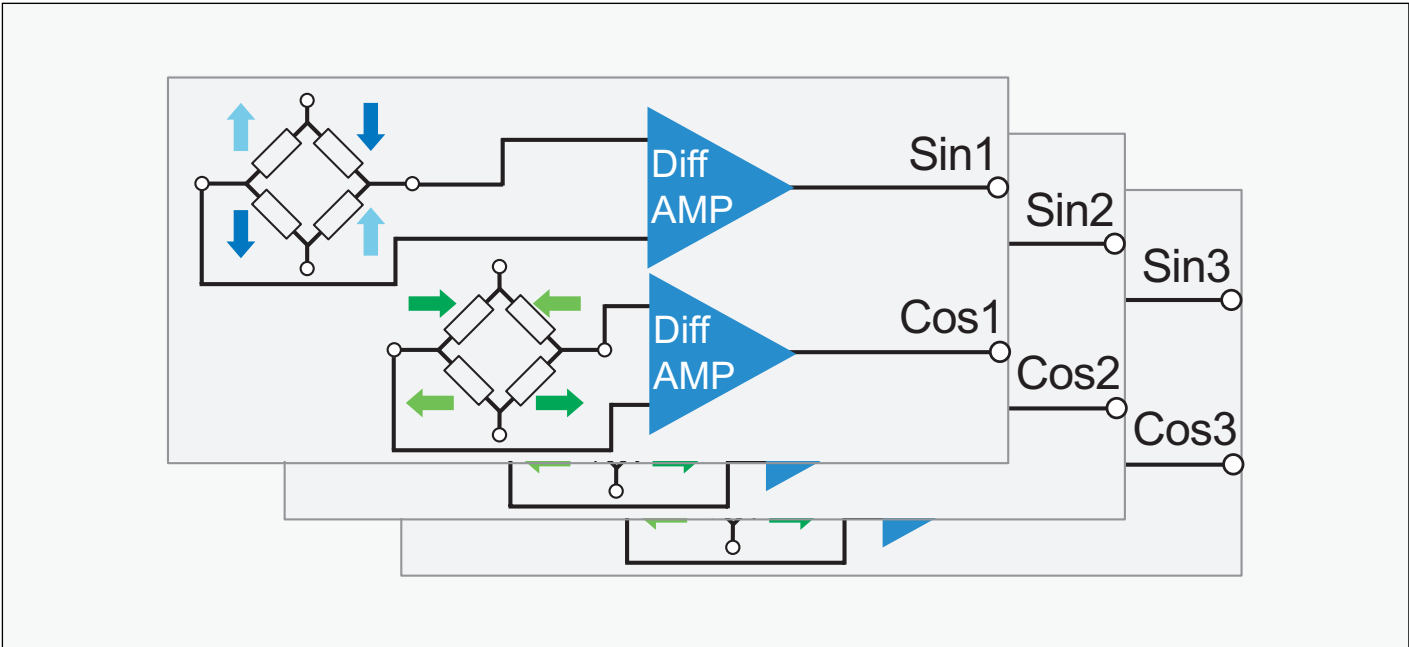 Diff
AMP
Sin1
Sin2
Sin3
Diff
AMP
Cos1
Cos2
Cos3